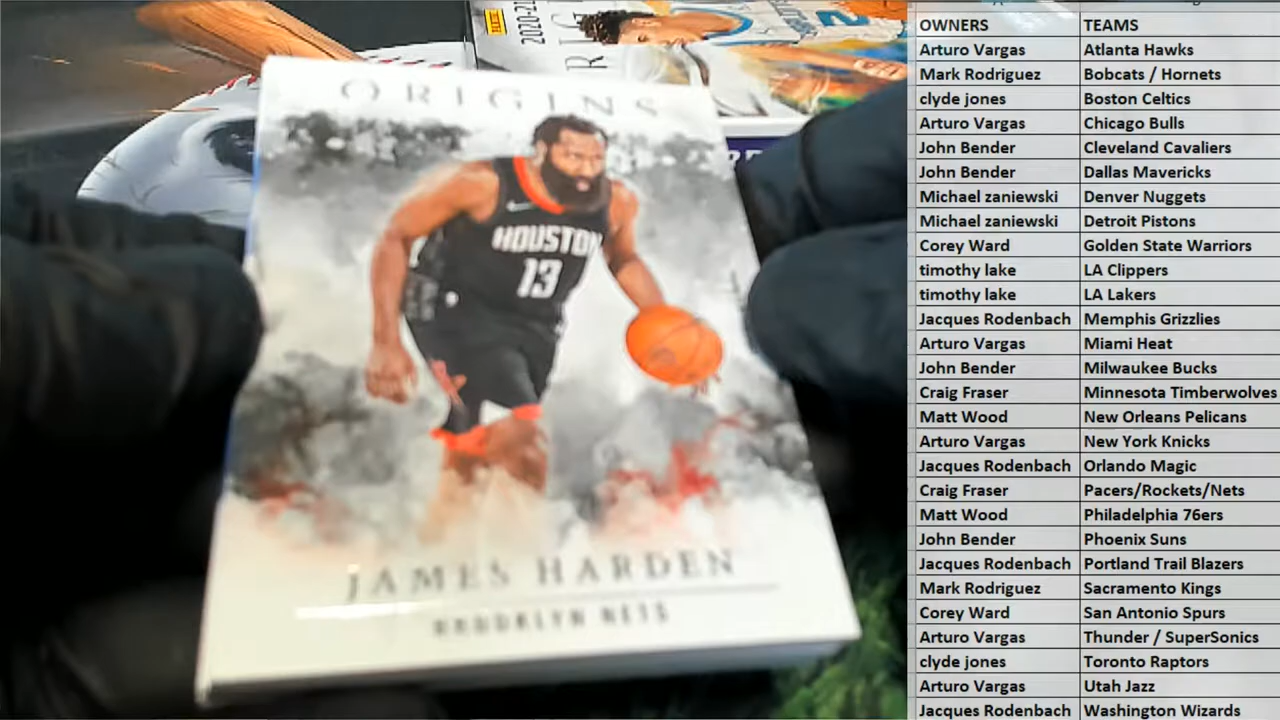 2020-21
ORIGINS
HOUSTON
13
JAMES HARDEN
BROOKLYN NETS
OWNERS TEAMS
Arturo Vargas Atlanta Hawks
Mark Rodriguez Bobcats / Hornets
clyde jones Boston Celtics
Arturo Vargas Chicago Bulls
John Bender Cleveland Cavaliers
John Bender Dallas Mavericks
Michael zaniewski Denver Nuggets
Michael zaniewski Detroit Pistons
Corey Ward Golden State Warriors
timothy lake LA Clippers
timothy lake LA Lakers
Jacques Rodenbach Memphis Grizzlies
Arturo Vargas Miami Heat
John Bender Milwaukee Bucks
Craig Fraser Minnesota Timberwolves
Matt Wood New Orleans Pelicans
Arturo Vargas New York Knicks
Jacques Rodenbach Orlando Magic
Craig Fraser Pacers/Rockets/Nets
Matt Wood Philadelphia 76ers
John Bender Phoenix Suns
Jacques Rodenbach Portland Trail Blazers
Mark Rodriguez Sacramento Kings
Corey Ward San Antonio Spurs
Arturo Vargas Thunder / SuperSonics
clyde jones Toronto Raptors
Arturo Vargas Utah Jazz
Jacques Rodenbach Washington Wizards